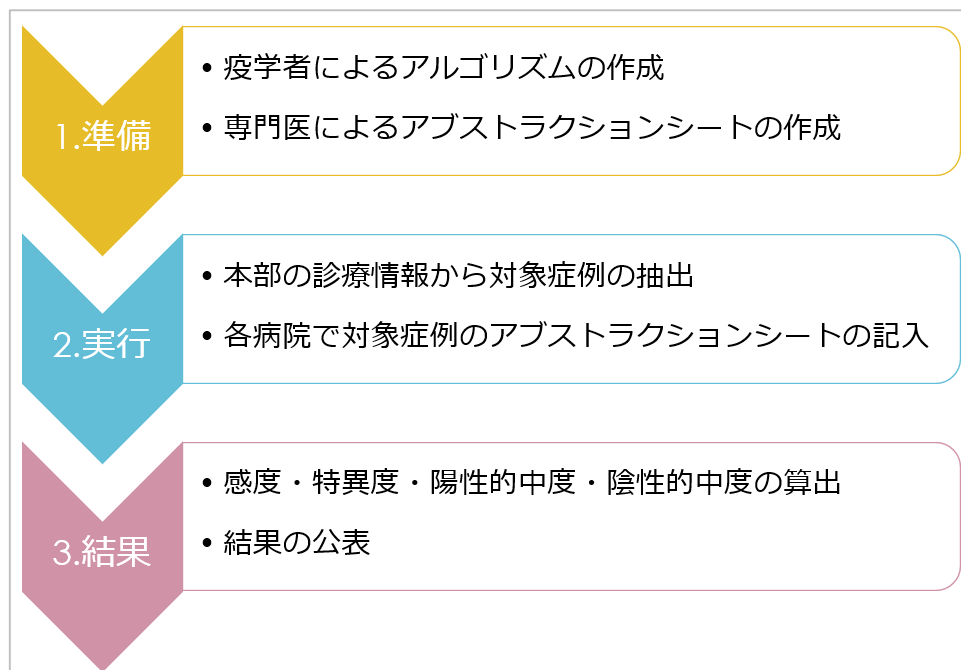 1.準備
• 疫学者によるアルゴリズムの作成
• 専門医によるアブストラクションシートの作成
2.実行
• 本部の診療情報から対象症例の抽出
• 各病院で対象症例のアブストラクションシートの記入
3.結果
• 感度・特異度・陽性的中度・陰性的中度の算出
• 結果の公表